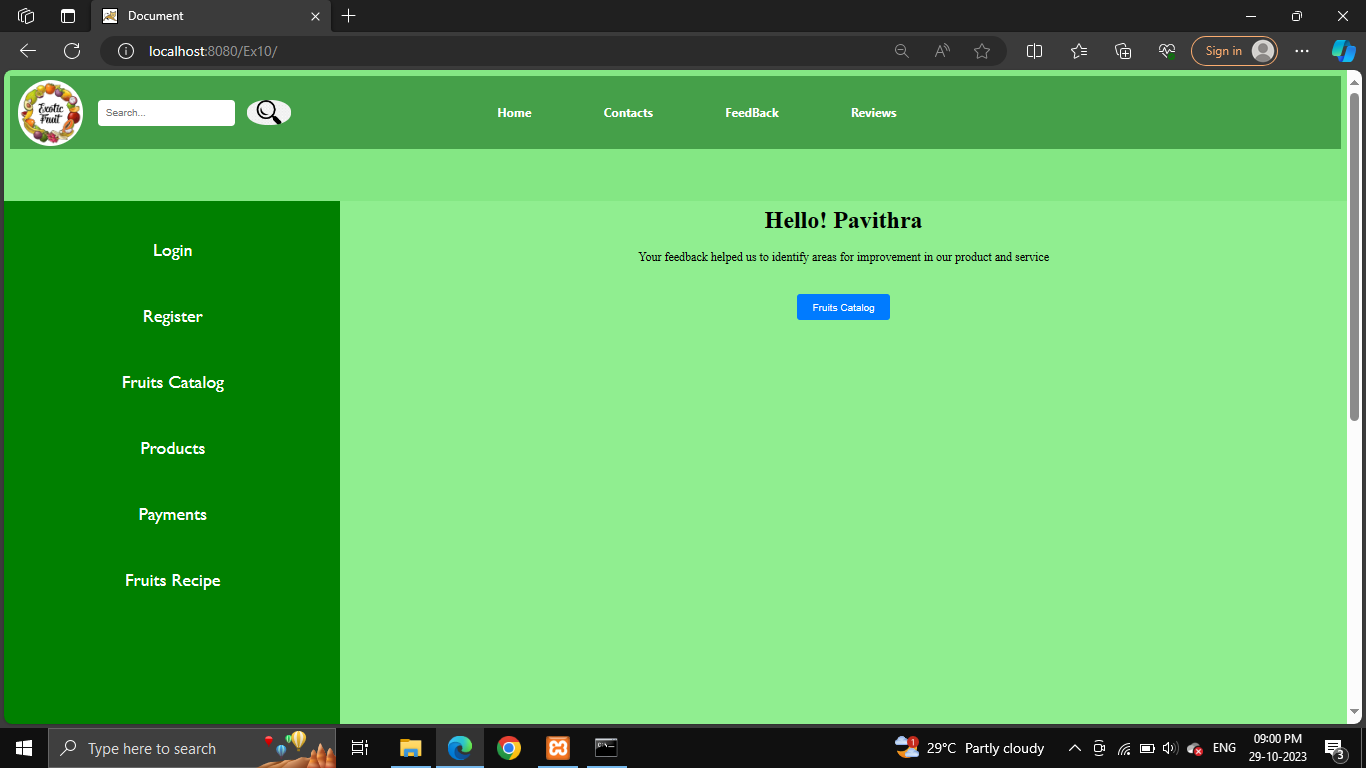 Document
localhost:8080/Ex10/
Sign in
Exotic
Fruit
Search...
Home Contacts FeedBack Reviews
Login
Register
Fruits Catalog
Products
Payments
Fruits Recipe
Hello! Pavithra
Your feedback helped us to identify areas for improvement in our product and service
Fruits Catalog
Type here to search
1
29°C Partly cloudy
ENG
09:00 PM
29-10-2023
3